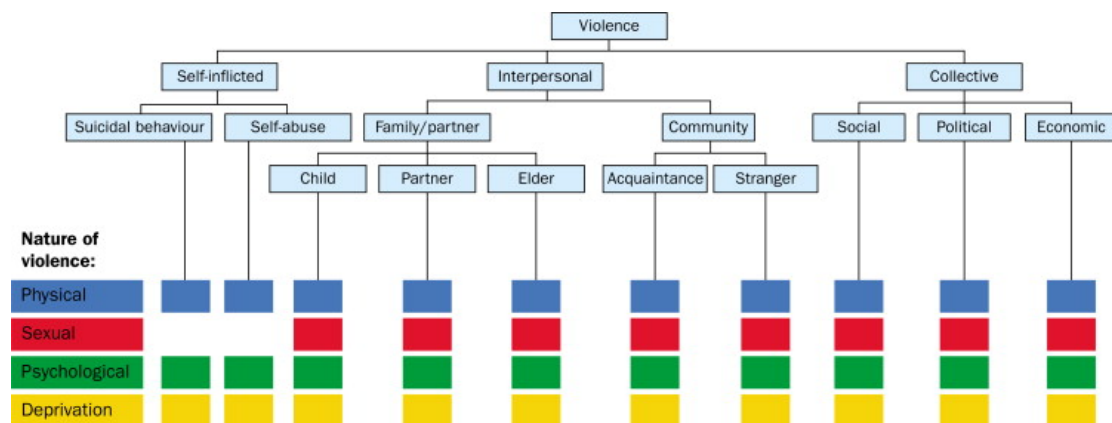 Violence
Self-inflicted
Interpersonal
Collective
Suicidal behaviour
Self-abuse
Family/partner
Community
Social
Political
Economic
Child
Partner
Elder
Acquaintance
Stranger
Nature of
violence:
Physical
Sexual
Psychological
Deprivation